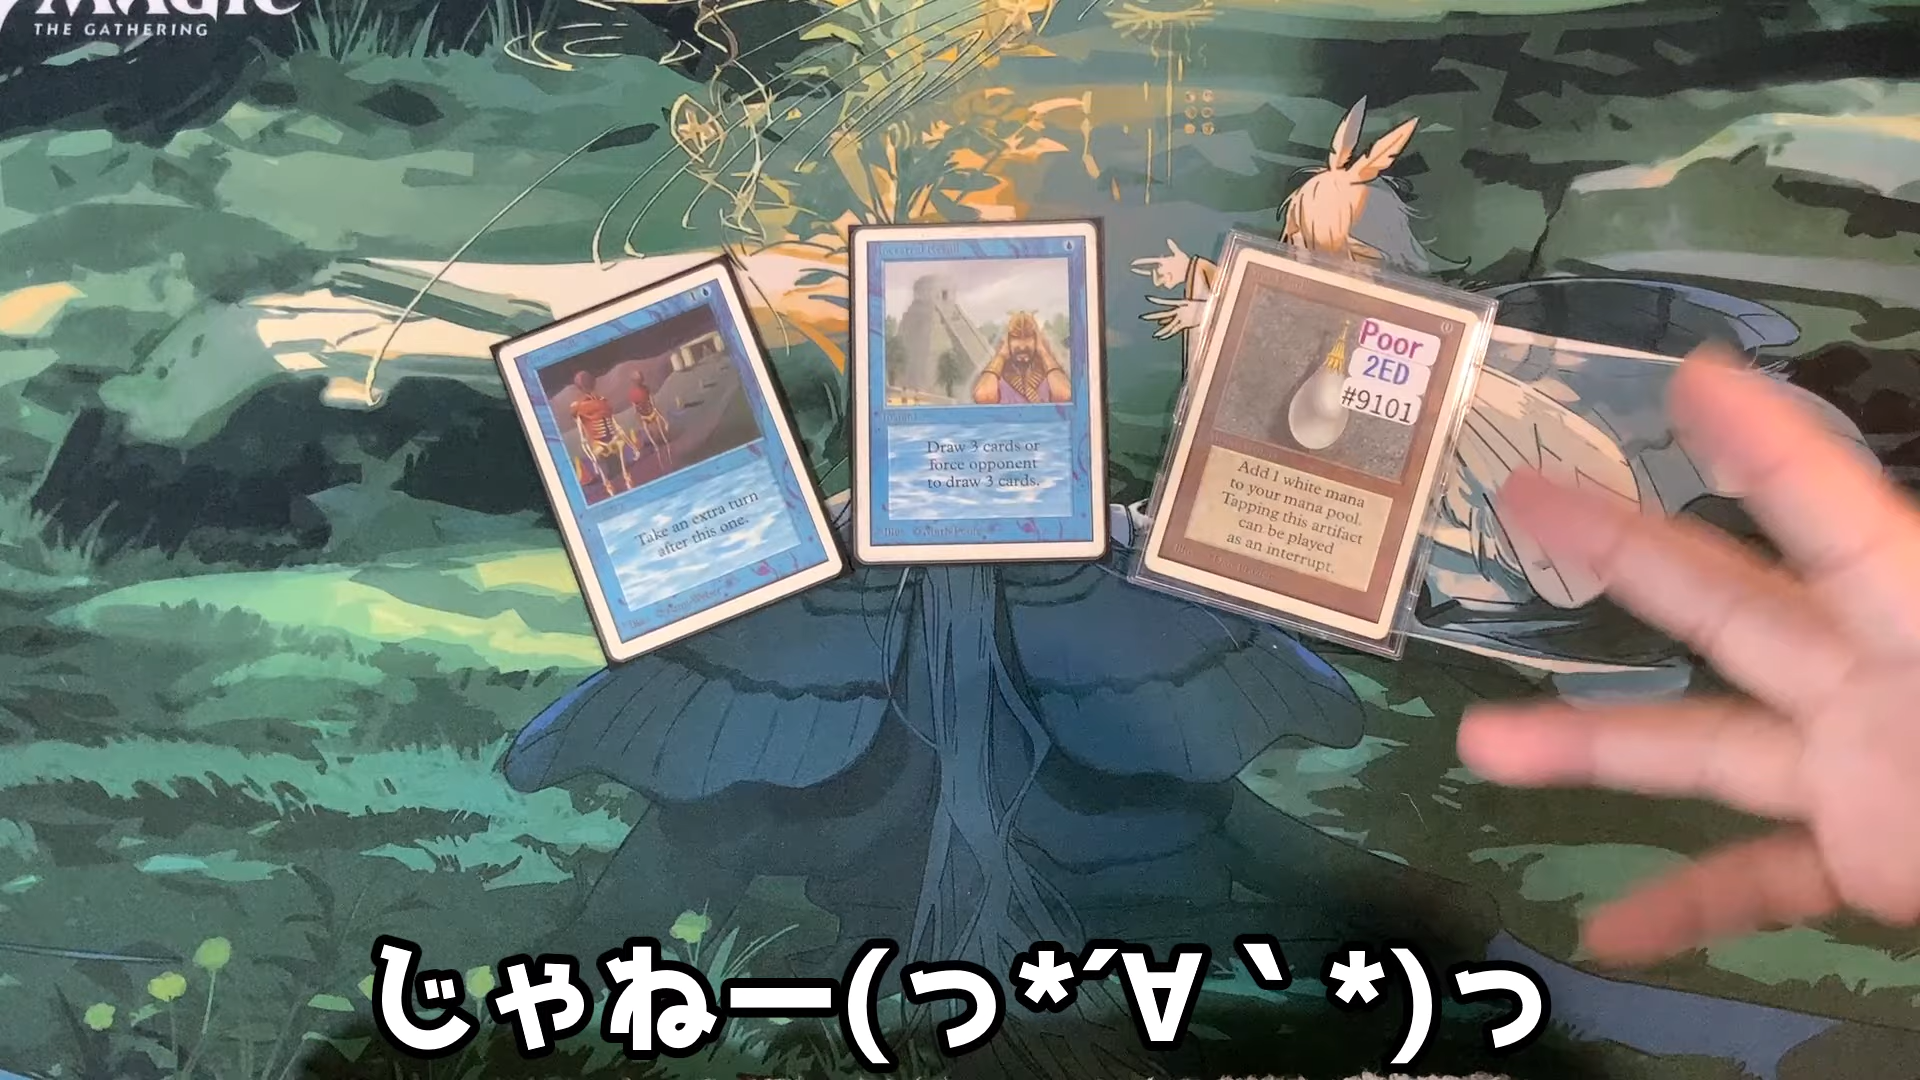 MAGIC
THE GATHERING
Take an extra turn
after this one.
Draw 3 cards or
force opponent
to draw 3 cards.
Poor
2ED
#9101
Add 1 white mana
to your mana pool.
Tapping this artifact
can be played
as an interrupt.
じゃねー(っ*´∀｀*)っ